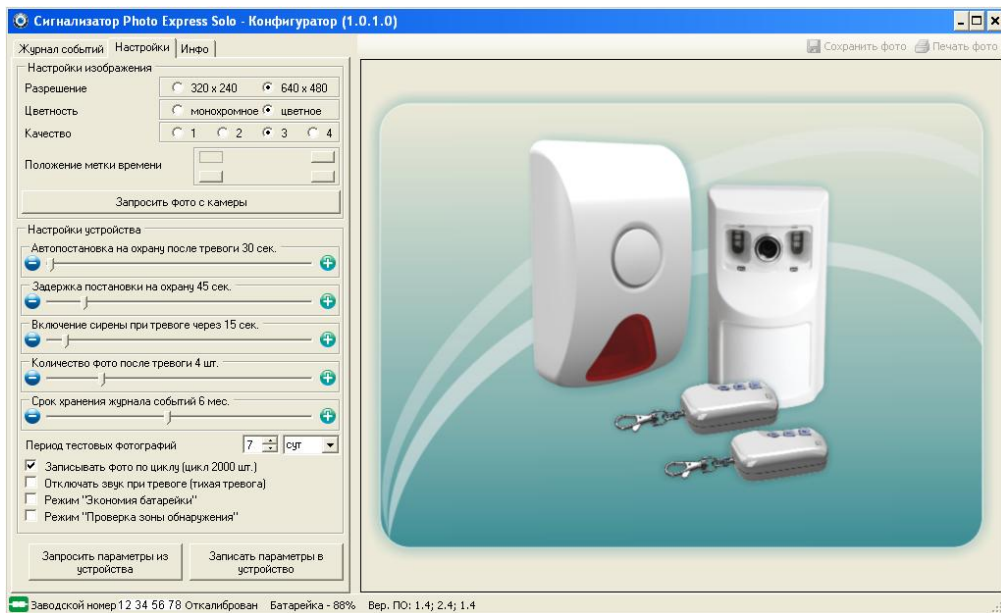 Сигнализатор Photo Express Solo - Конфигуратор (1.0.1.0)
Журнал событий Настройки Инфо
Сохранить фото Печать фото
Настройки изображения
Разрешение 320 x 240 640 x 480
Цветность монохромное цветное
Качество 1 2 3 4
Положение метки времени
Запросить фото с камеры
Настройки устройства
Автопостановка на охрану после тревоги 30 сек.
Задержка постановки на охрану 45 сек.
Включение сирены при тревоге через 15 сек.
Количество фото после тревоги 4 шт.
Срок хранения журнала событий 6 мес.
Период тестовых фотографий 7 сут
Записывать фото по циклу (цикл 2000 шт.)
Отключать звук при тревоге (тихая тревога)
Режим "Экономия батарейки"
Режим "Проверка зоны обнаружения"
Запросить параметры из устройства
Записать параметры в устройство
Заводской номер 12 34 56 78 Откалиброван Батарейка - 88% Вер. ПО: 1.4; 2.4; 1.4